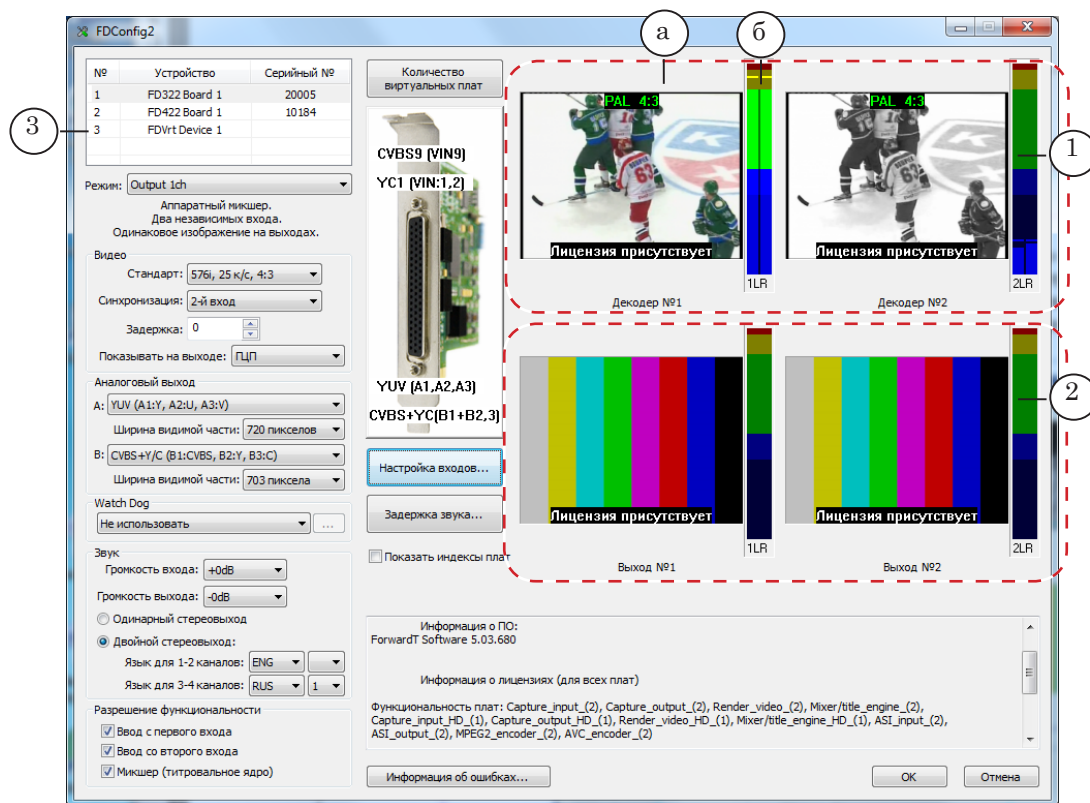 FDConfig2
а
б
3
1
2
№ Устройство Серийный №
1 FD322 Board 1 20005
2 FD422 Board 1 10184
3 FDVrt Device 1
Режим: Output 1ch
Аппаратный микшер.
Два независимых входа.
Одинаковое изображение на выходах.
Видео
Стандарт: 576i, 25 к/с, 4:3
Синхронизация: 2-й вход
Задержка: 0
Показывать на выходе: ГЦП
Аналоговый выход
A: YUV (A1:Y, A2:U, A3:V)
Ширина видимой части: 720 пикселов
B: CVBS+Y/C (B1:CVBS, B2:Y, B3:C)
Ширина видимой части: 703 пиксела
Watch Dog
Не использовать ...
Звук
Громкость входа: +0dB
Громкость выхода: -0dB
Одинарный стереовыход
Двойной стереовыход:
Язык для 1-2 каналов: ENG
Язык для 3-4 каналов: RUS 1
Разрешение функциональности
Ввод с первого входа
Ввод со второго входа
Микшер (титровальное ядро)
Количество
виртуальных плат
CVBS9 (VIN9)
YC1 (VIN:1,2)
YUV (A1,A2,A3)
CVBS+YC(B1+B2,3)
Настройка входов...
Задержка звука...
Показать индексы плат
PAL 4:3
Лицензия присутствует
1LR
Декодер №1
PAL 4:3
Лицензия присутствует
2LR
Декодер №2
Лицензия присутствует
1LR
Выход №1
Лицензия присутствует
2LR
Выход №2
Информация о ПО:
ForwardT Software 5.03.680
Информация о лицензиях (для всех плат)
Функциональность плат: Capture_input_(2), Capture_output_(2), Render_video_(2), Mixer/title_engine_(2),
Capture_input_HD_(1), Capture_output_HD_(1), Render_video_HD_(1), Mixer/title_engine_HD_(1), ASI_input_(2),
ASI_output_(2), MPEG2_encoder_(2), AVC_encoder_(2)
Информация об ошибках...
OK
Отмена